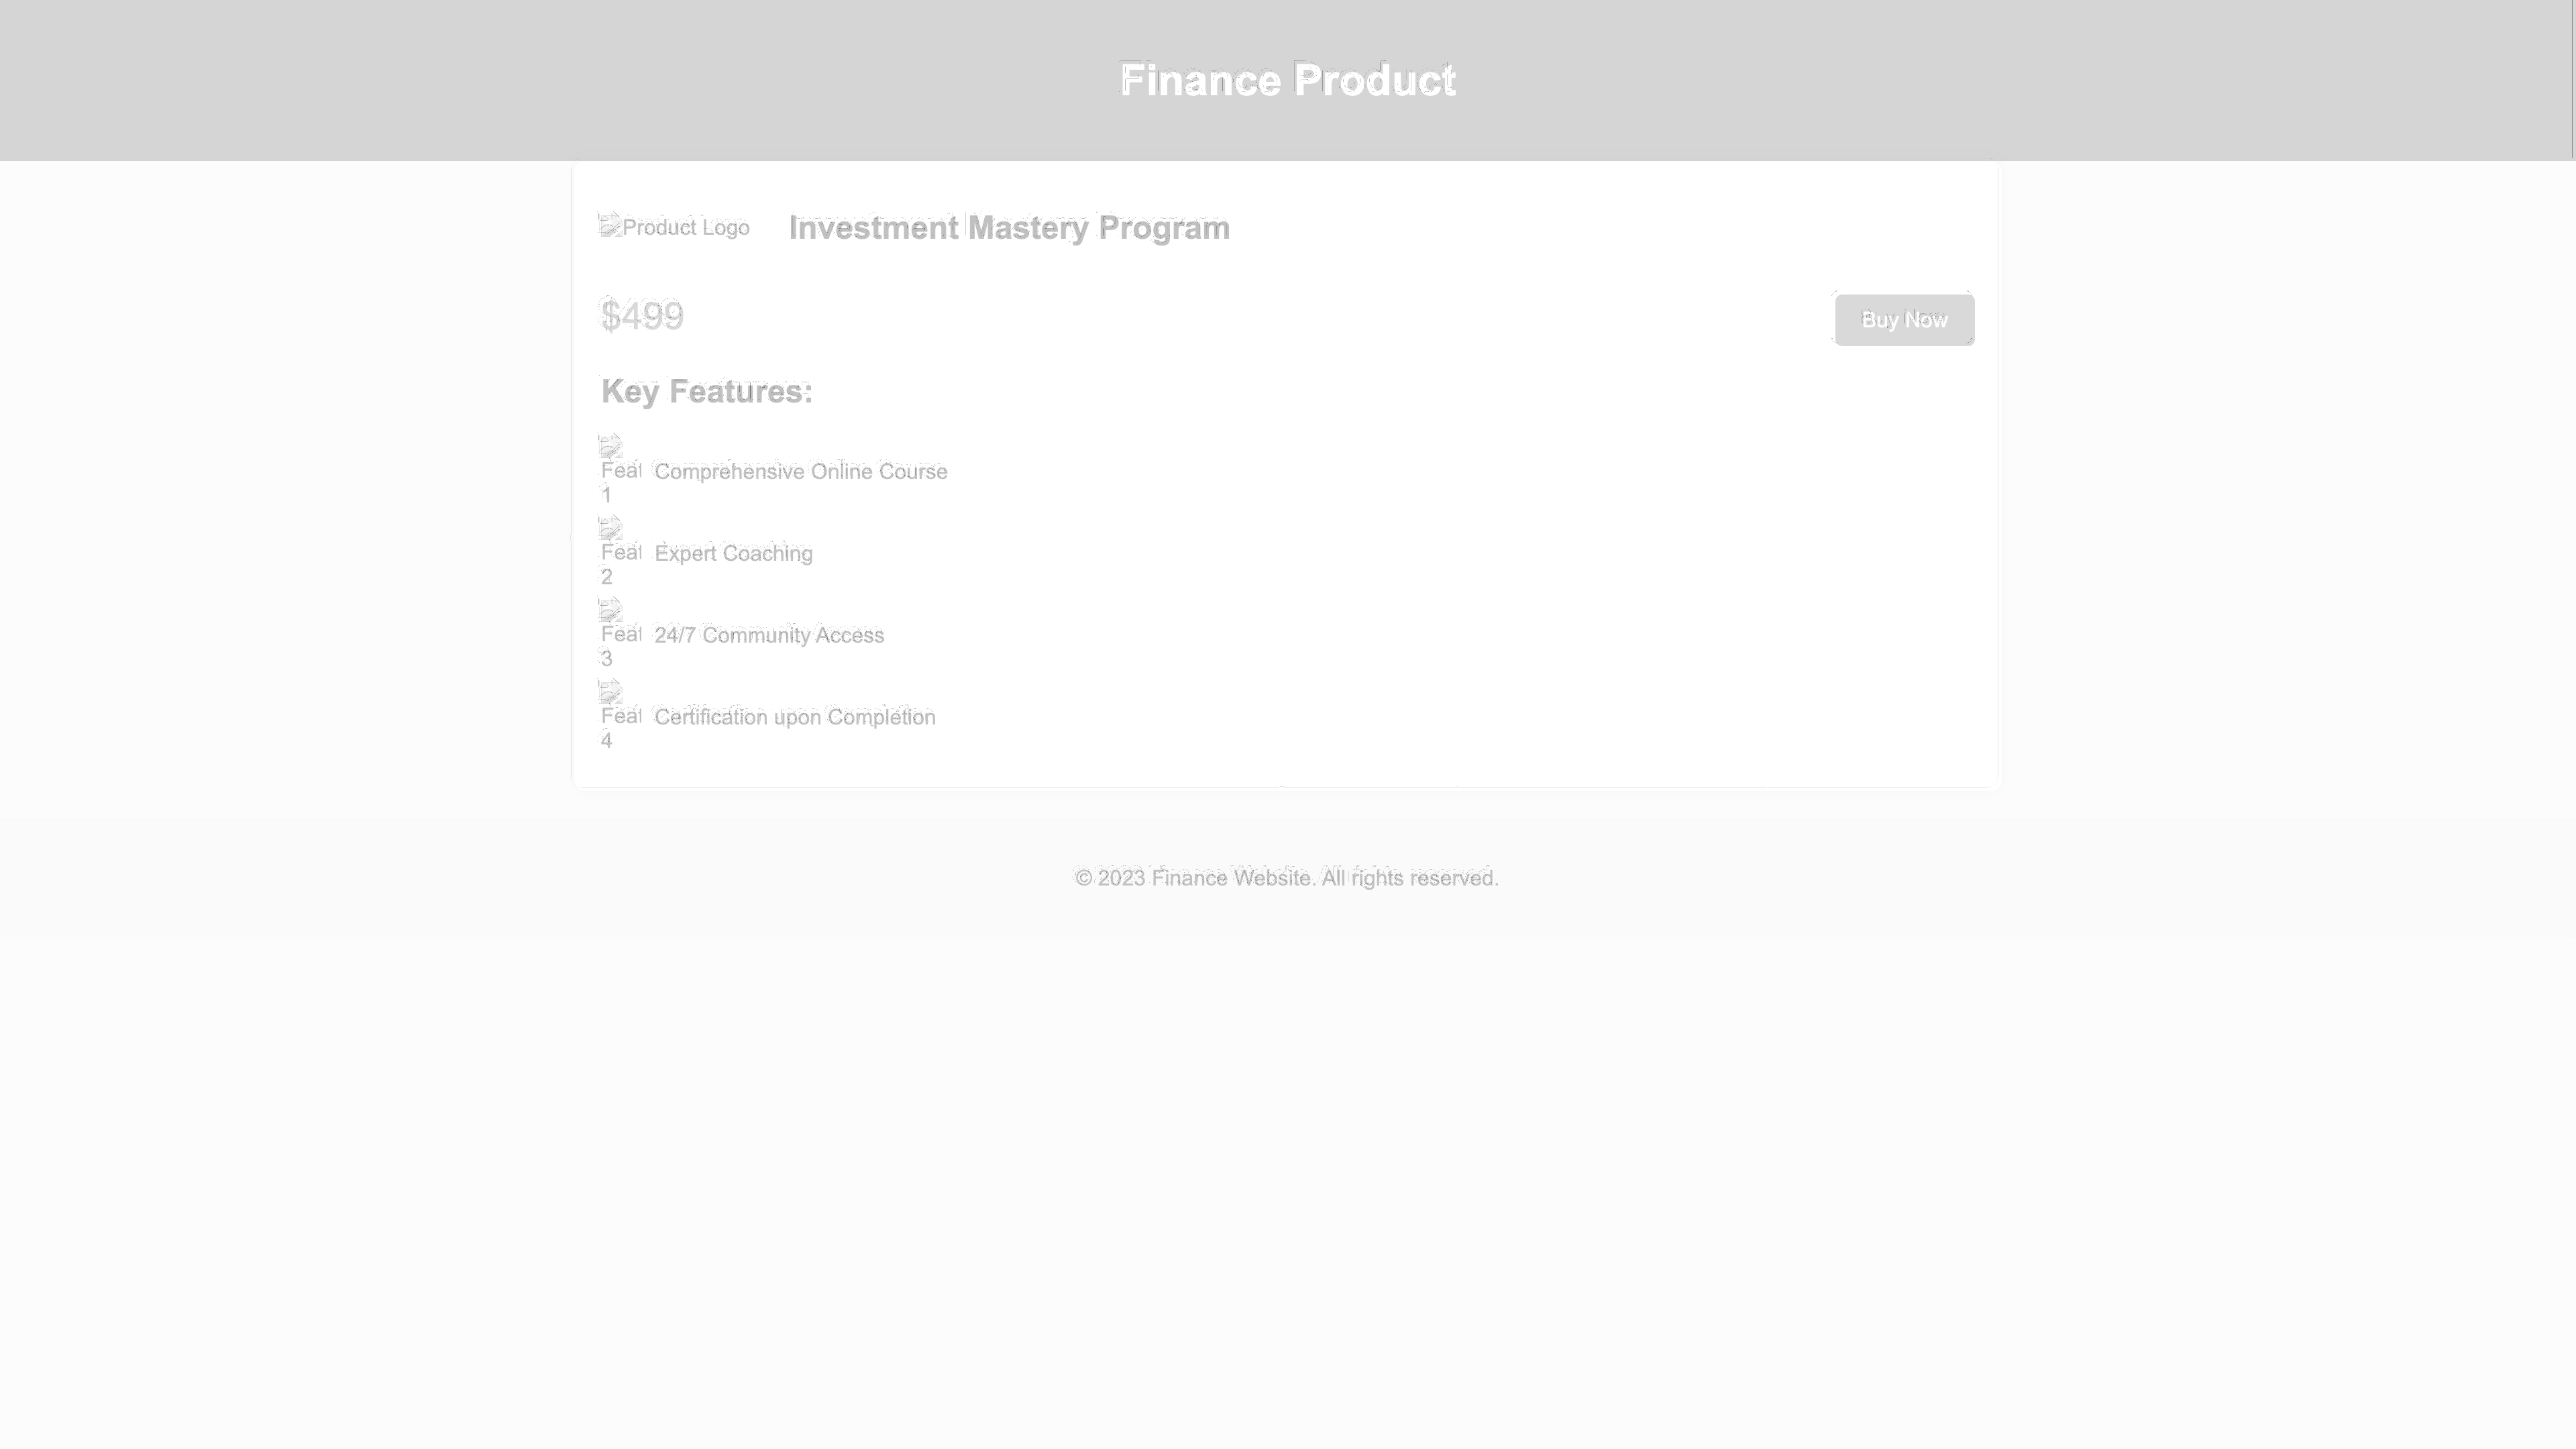 Finance Product
Product Logo
Investment Mastery Program
$499
Buy Now
Key Features:
Feat
1
Comprehensive Online Course
Feat
2
Expert Coaching
Feat
3
24/7 Community Access
Feat
4
Certification upon Completion
© 2023 Finance Website. All rights reserved.